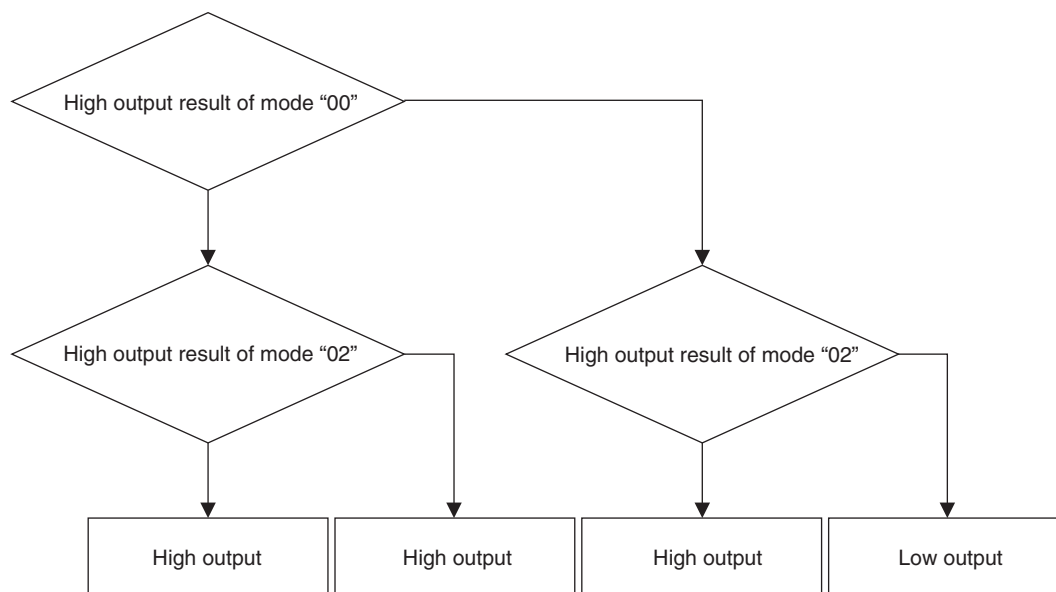 High output result of mode “00”
High output result of mode “02”
High output result of mode “02”
High output
High output
High output
Low output